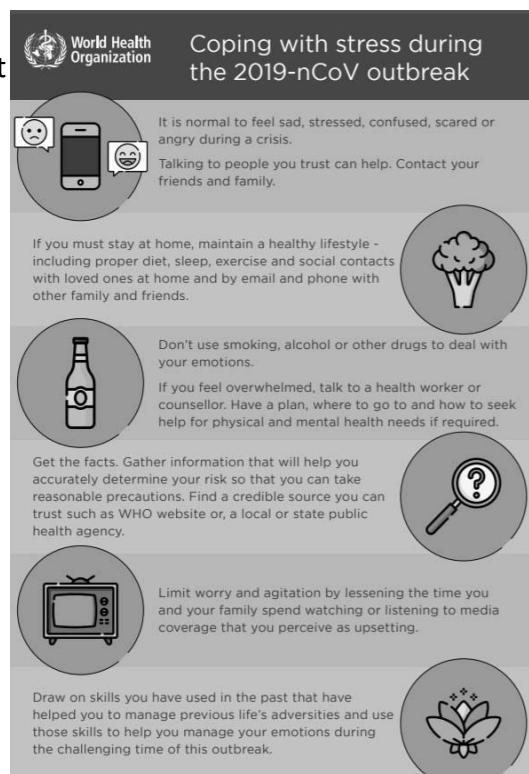 World Health
Organization
Coping with stress during
the 2019-nCoV outbreak
t
It is normal to feel sad, stressed, confused, scared or
angry during a crisis.
Talking to people you trust can help. Contact your
friends and family.
If you must stay at home, maintain a healthy lifestyle -
including proper diet, sleep, exercise and social contacts
with loved ones at home and by email and phone with
other family and friends.
Don't use smoking, alcohol or other drugs to deal with
your emotions.
If you feel overwhelmed, talk to a health worker or
counsellor. Have a plan, where to go to and how to seek
help for physical and mental health needs if required.
Get the facts. Gather information that will help you
accurately determine your risk so that you can take
reasonable precautions. Find a credible source you can
trust such as WHO website or, a local or state public
health agency.
?
Limit worry and agitation by lessening the time you
and your family spend watching or listening to media
coverage that you perceive as upsetting.
Draw on skills you have used in the past that have
helped you to manage previous life's adversities and use
those skills to help you manage your emotions during
the challenging time of this outbreak.